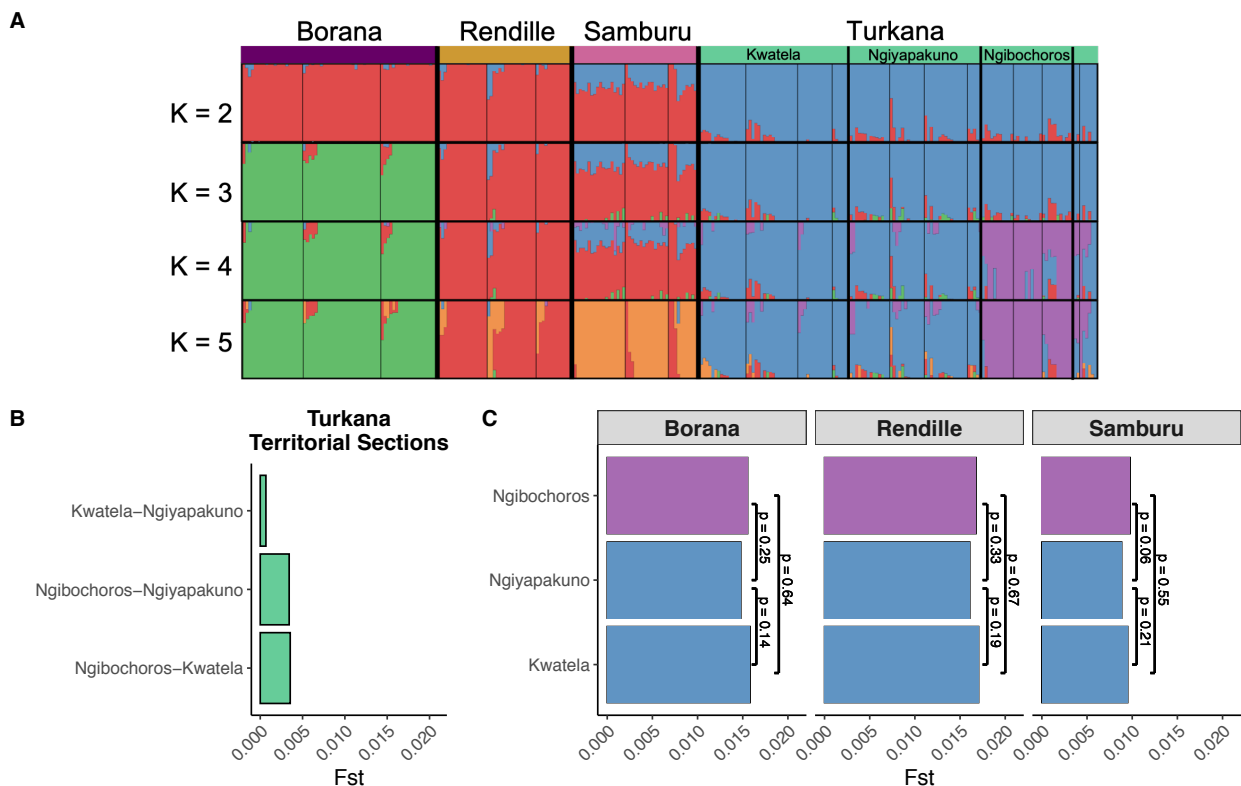 A
Borana
Rendille
Samburu
Turkana
Kwatela
Ngiyapakuno
Ngibochoros
K = 2
K = 3
K = 4
K = 5
B
Turkana
Territorial Sections
Kwatela−Ngiyapakuno
Ngibochoros−Ngiyapakuno
Ngibochoros−Kwatela
0.000
0.005
0.010
0.015
0.020
Fst
C
Borana
Rendille
Samburu
Ngibochoros
Ngiyapakuno
Kwatela
p = 0.25
p = 0.64
p = 0.14
p = 0.33
p = 0.67
p = 0.19
p = 0.06
p = 0.55
p = 0.21
0.000
0.005
0.010
0.015
0.020
0.000
0.005
0.010
0.015
0.020
0.000
0.005
0.010
0.015
0.020
Fst